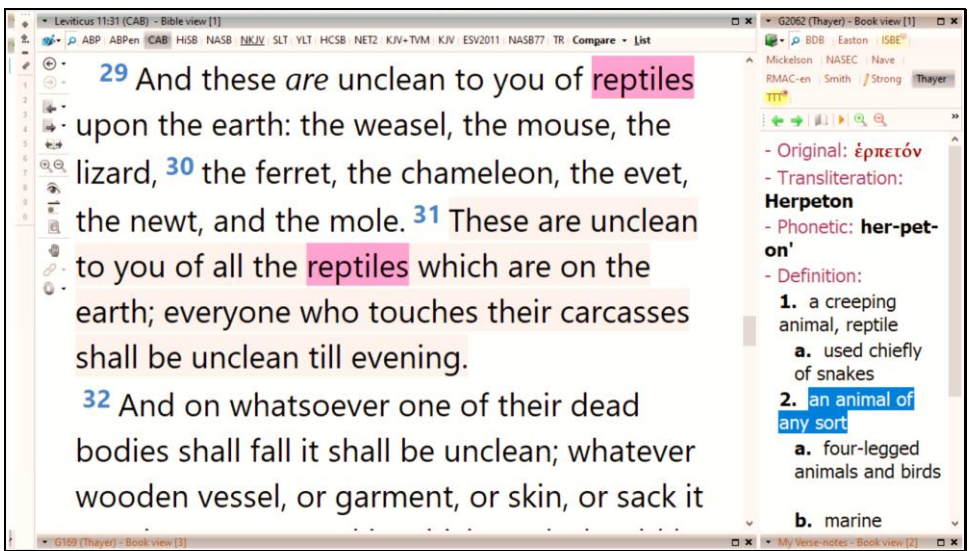 Leviticus 11:31 (CAB) - Bible view [1]
ABP ABPen CAB HiSB NASB NKJV SLT YLT HCSB NET2 KJV+TVM KJV ESV2011 NASB77 TR Compare List
29 And these are unclean to you of reptiles
upon the earth: the weasel, the mouse, the
lizard, 30 the ferret, the chameleon, the evet,
the newt, and the mole. 31 These are unclean
to you of all the reptiles which are on the
earth; everyone who touches their carcasses
shall be unclean till evening.
32 And on whatsoever one of their dead
bodies shall fall it shall be unclean; whatever
wooden vessel, or garment, or skin, or sack it
G169 (Thayer) - Book view [3]
G2062 (Thayer) - Book view [1]
BDB Easton ISBE
Mickelson NASEC Nave
RMAC-en Smith Strong Thayer
TTT
- Original: ἑρπετόν
- Transliteration:
Herpeton
- Phonetic: her-pet-
on'
- Definition:
1. a creeping
animal, reptile
a. used chiefly
of snakes
2. an animal of
any sort
a. four-legged
animals and birds
b. marine
My Verse-notes - Book view [2]